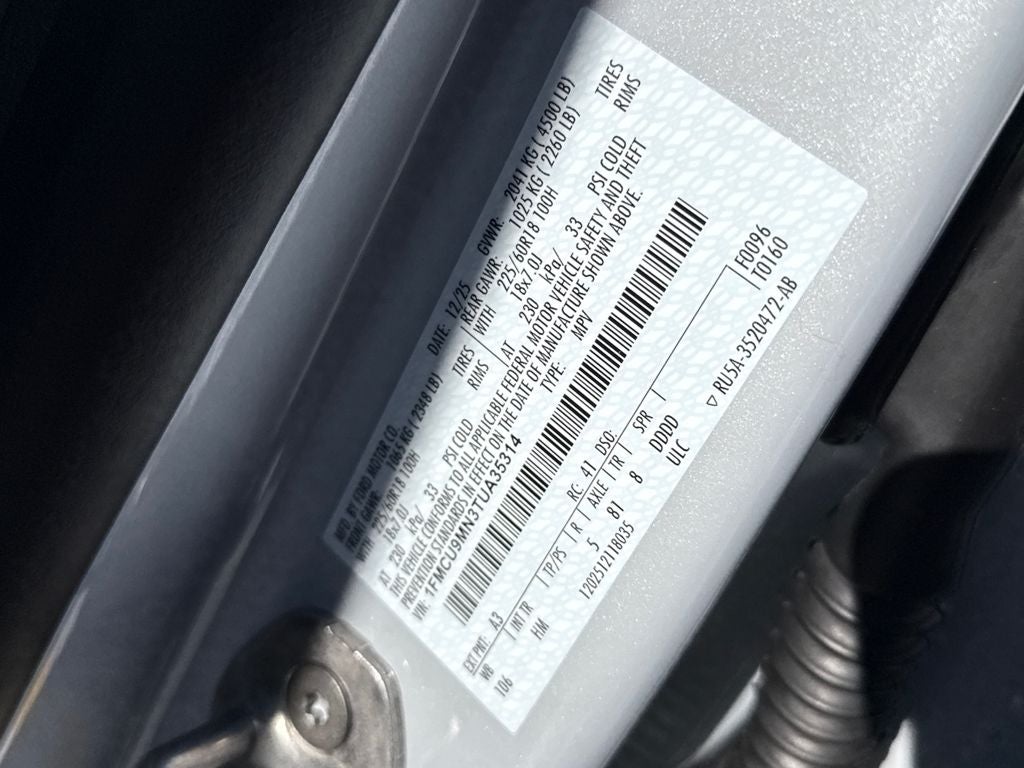 MFD BY FORD MOTOR CO. DATE: 12/25 GVWR: 2041 KG ( 4500 LB)
FRONT GAWR: 1065 KG ( 2348 LB) REAR GAWR: 1025 KG ( 2260 LB)
WITH 225/60R18 100H TIRES WITH 225/60R18 100H TIRES
18x7.0J RIMS 18x7.0J RIMS
AT 230 kPa/ 33 PSI COLD AT 230 kPa/ 33 PSI COLD
THIS VEHICLE CONFORMS TO ALL APPLICABLE FEDERAL MOTOR VEHICLE SAFETY AND THEFT
PREVENTION STANDARDS IN EFFECT ON THE DATE OF MANUFACTURE SHOWN ABOVE.
VIN: 1FMCU9MN3TUA35314 TYPE: MPV
EXT PNT: A3 RC: 41 DSO: F0096
WB INT TR TP/PS R AXLE TR SPR T0160
106 HM 5 81 8 DDDD
120251211B035 ULC ▽ RU5A-3520472-AB